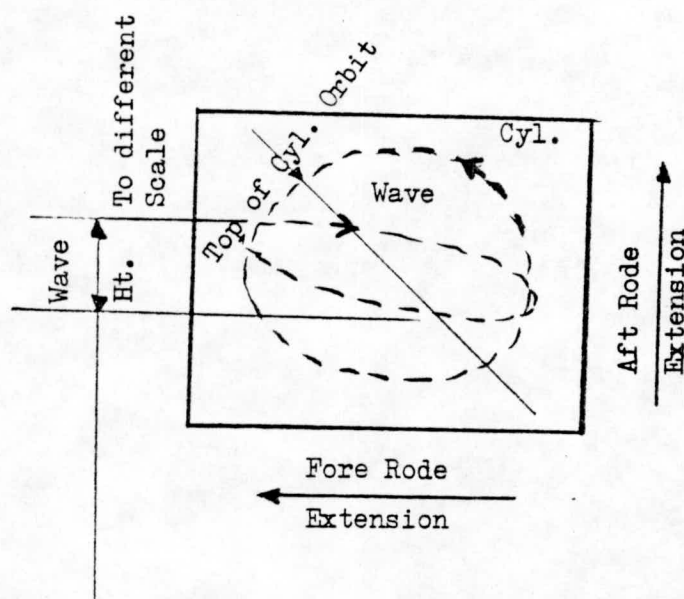 To different
Scale
Wave
Ht.
Top of Cyl. Orbit
Cyl.
Wave
Aft Rode
Extension
Fore Rode
Extension